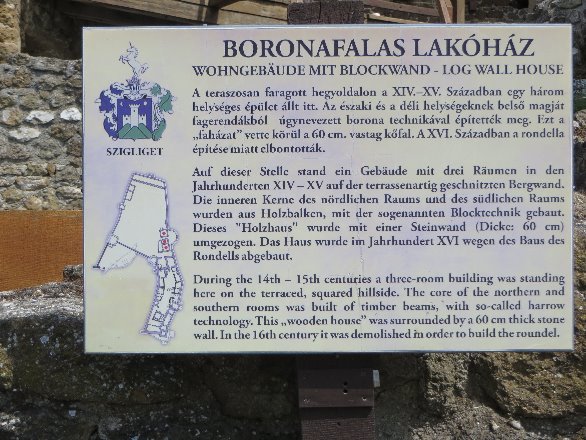 BORONAFALAS LAKÓHÁZ
WOHNGEBÄUDE MIT BLOCKWAND - LOG WALL HOUSE
SZIGLIGET
A teraszosan faragott hegyoldalon a XIV.-XV. Században egy három
helységes épület állt itt. Az északi és a déli helységeknek belső magját
fagerendákból úgynevezett borona technikával építették meg. Ezt a
„faházat" vette körül a 60 cm. vastag kőfal. A XVI. Században a rondella
építése miatt elbontották.
Auf dieser Stelle stand ein Gebäude mit drei Räumen in den
Jahrhunderten XIV – XV auf der terrassenartig geschnitzten Bergwand.
Die inneren Kerne des nördlichen Raums und des südlichen Raums
wurden aus Holzbalken, mit der sogenannten Blocktechnik gebaut.
Dieses "Holzhaus" wurde mit einer Steinwand (Dicke: 60 cm)
umgezogen. Das Haus wurde im Jahrhundert XVI wegen des Baus des
Rondells abgebaut.
During the 14th – 15th centuries a three-room building was standing
here on the terraced, squared hillside. The core of the northern and
southern rooms was built of timber beams, with so-called harrow
technology. This „wooden house" was surrounded by a 60 cm thick stone
wall. In the 16th century it was demolished in order to build the roundel.